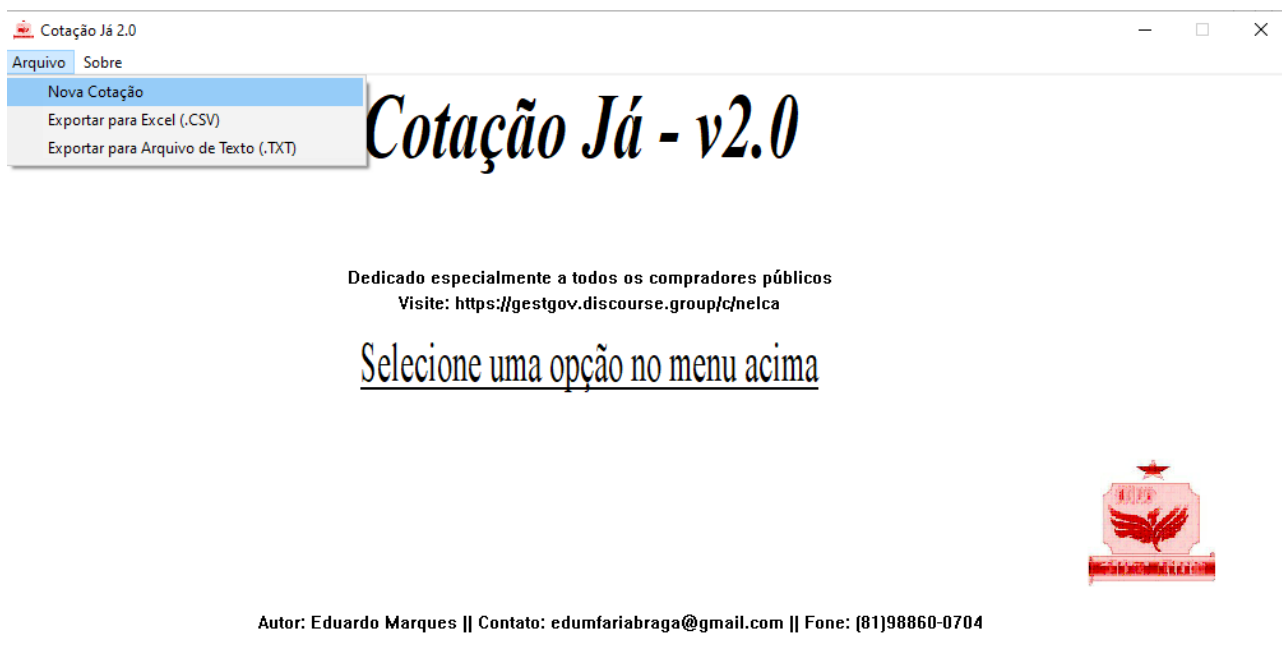 Cotação Já 2.0
Arquivo Sobre
Nova Cotação
Exportar para Excel (.CSV)
Exportar para Arquivo de Texto (.TXT)
Cotação Já - v2.0
Dedicado especialmente a todos os compradores públicos
Visite: https://gestgov.discourse.group/c/nelca
Selecione uma opção no menu acima
Autor: Eduardo Marques || Contato: edumfariabraga@gmail.com || Fone: (81)98860-0704